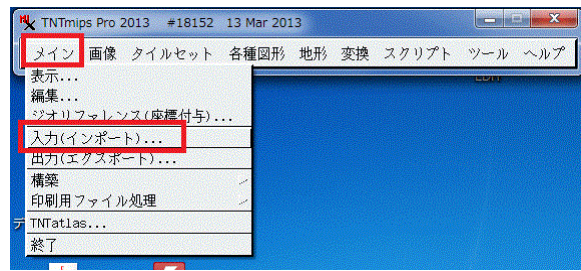 TNTmips Pro 2013 #18152 13 Mar 2013
メイン 画像 タイルセット 各種図形 地形 変換 スクリプト ツール ヘルプ
表示...
編集...
ジオリファレンス(座標付与)...
入力(インポート)...
出力(エクスポート)...
構築
印刷用ファイル処理
TNTatlas...
終了